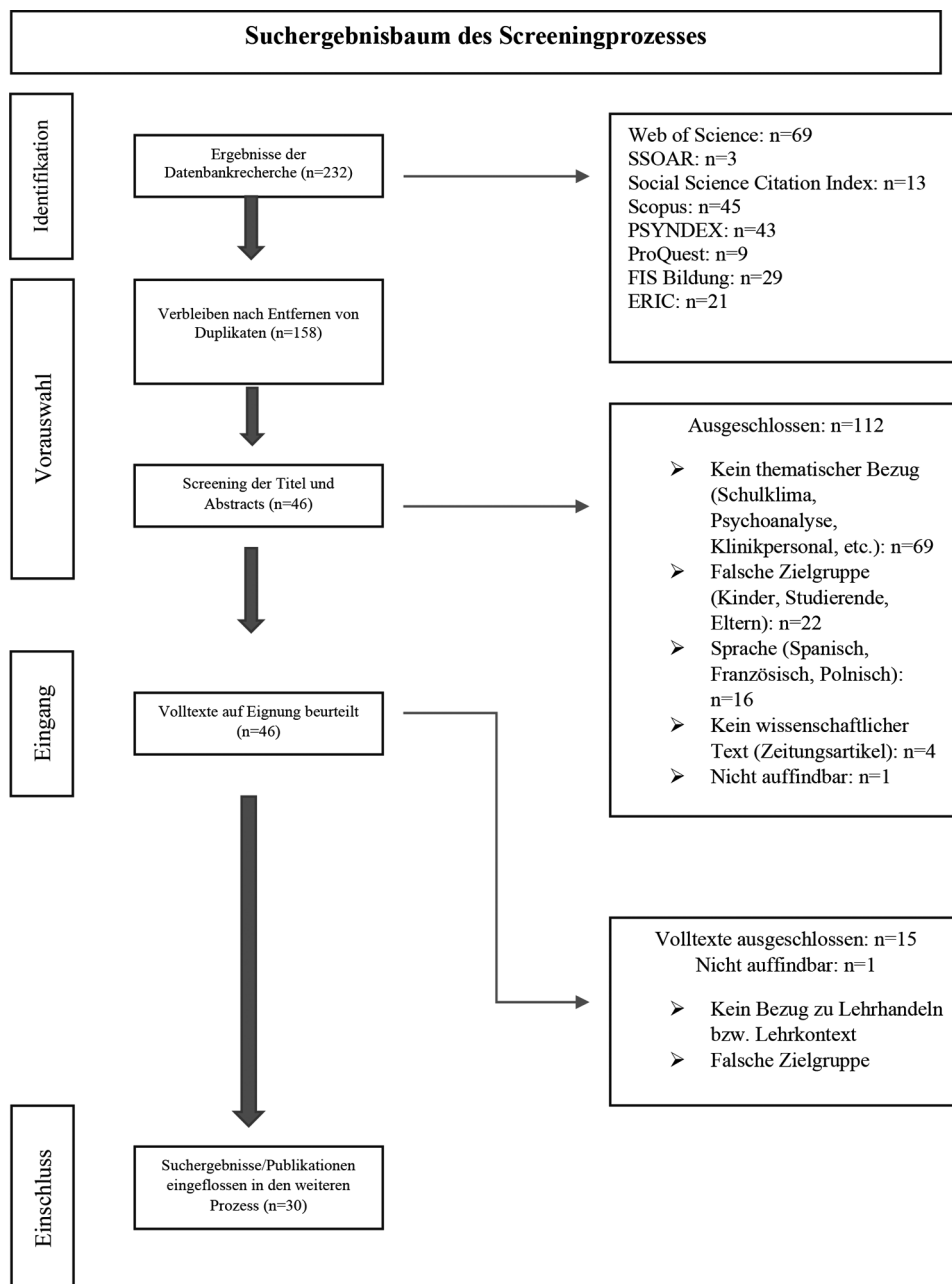 Suchergebnisbaum des Screeningprozesses
Identifikation
Ergebnisse der
Datenbankrecherche (n=232)
Web of Science: n=69
SSOAR: n=3
Social Science Citation Index: n=13
Scopus: n=45
PSYNDEX: n=43
ProQuest: n=9
FIS Bildung: n=29
ERIC: n=21
Vorauswahl
Verbleiben nach Entfernen von
Duplikaten (n=158)
Screening der Titel und
Abstracts (n=46)
Ausgeschlossen: n=112
➢ Kein thematischer Bezug
(Schulklima,
Psychoanalyse,
Klinikpersonal, etc.): n=69
➢ Falsche Zielgruppe
(Kinder, Studierende,
Eltern): n=22
➢ Sprache (Spanisch,
Französisch, Polnisch):
n=16
➢ Kein wissenschaftlicher
Text (Zeitungsartikel): n=4
➢ Nicht auffindbar: n=1
Eingang
Volltexte auf Eignung beurteilt
(n=46)
Volltexte ausgeschlossen: n=15
Nicht auffindbar: n=1
➢ Kein Bezug zu Lehrhandeln
bzw. Lehrkontext
➢ Falsche Zielgruppe
Einschluss
Suchergebnisse/Publikationen
eingeflossen in den weiteren
Prozess (n=30)